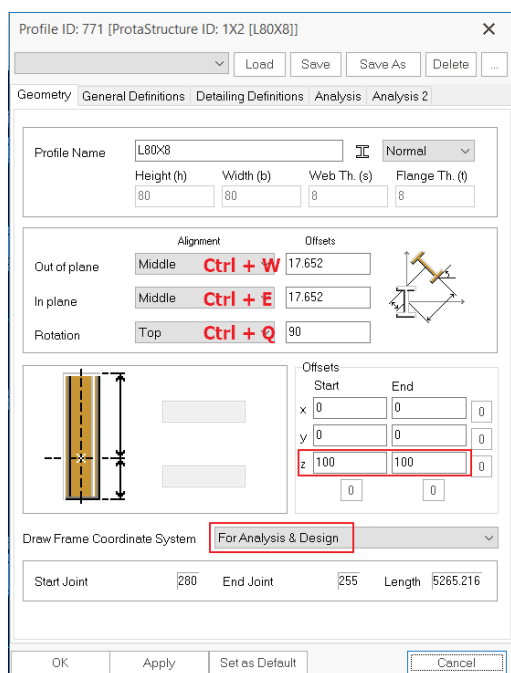 Profile ID: 771 [ProtaStructure ID: 1X2 [L80X8]]
Load Save Save As Delete ...
Geometry General Definitions Detailing Definitions Analysis Analysis 2
Profile Name L80X8 Normal
Height (h) Width (b) Web Th. (s) Flange Th. (t)
80 80 8 8
Alignment Offsets
Out of plane Middle Ctrl + W 17.652
In plane Middle Ctrl + E 17.652
Rotation Top Ctrl + Q 90
Offsets
Start End
x 0 0 0
y 0 0 0
z 100 100 0
0 0
Draw Frame Coordinate System For Analysis & Design
Start Joint 280 End Joint 255 Length 5265.216
OK Apply Set as Default Cancel